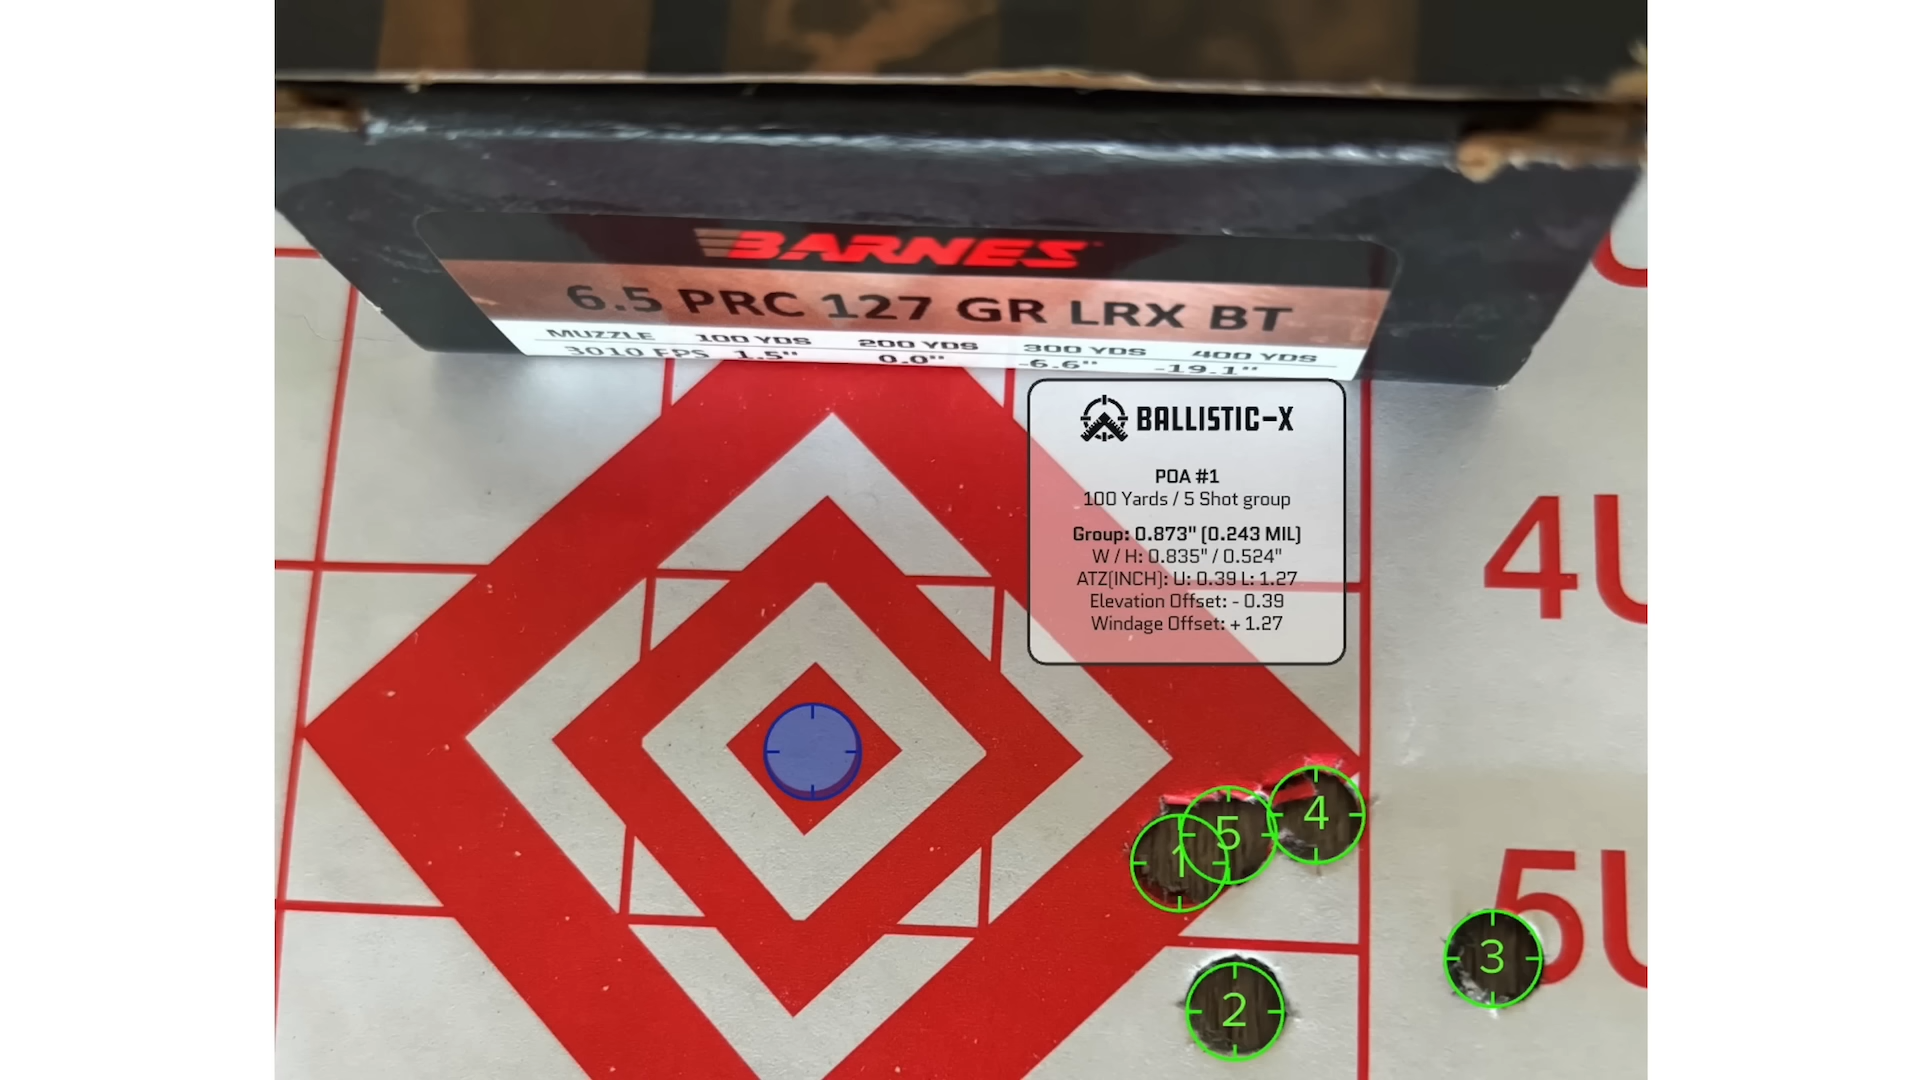 BARNES
6.5 PRC 127 GR LRX BT
MUZZLE 100 YDS 200 YDS 300 YDS 400 YDS
3010 FPS 1.5" 0.0" -6.6" -19.1"
BALLISTIC-X
POA #1
100 Yards / 5 Shot group
Group: 0.873" (0.243 MIL)
W / H: 0.835" / 0.524"
ATZ(INCH): U: 0.39 L: 1.27
Elevation Offset: - 0.39
Windage Offset: + 1.27
4U
5U
4
5
1
3
2